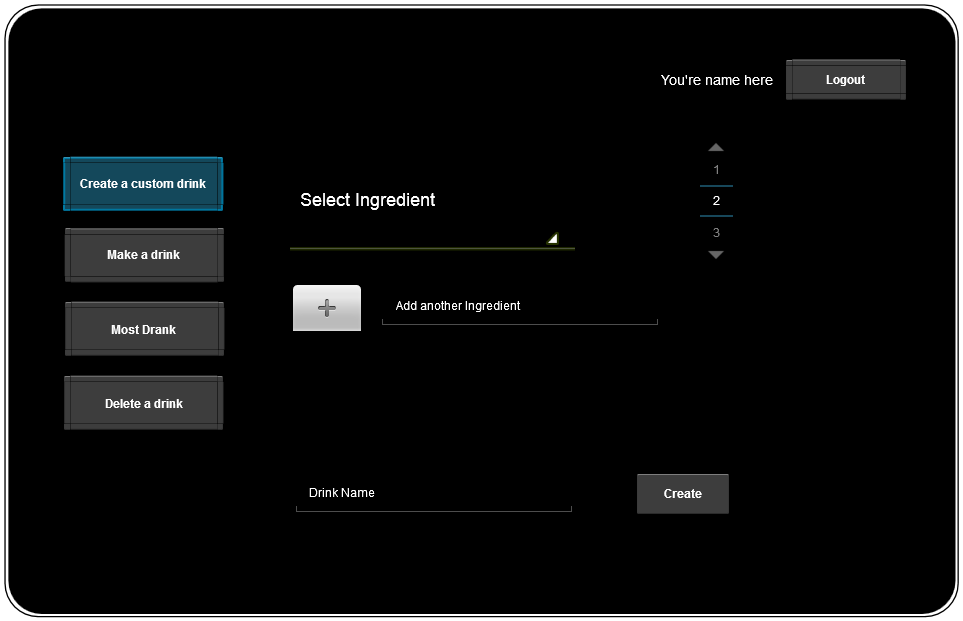 You're name here
Logout
Create a custom drink
Make a drink
Most Drank
Delete a drink
Select Ingredient
1
2
3
Add another Ingredient
Drink Name
Create